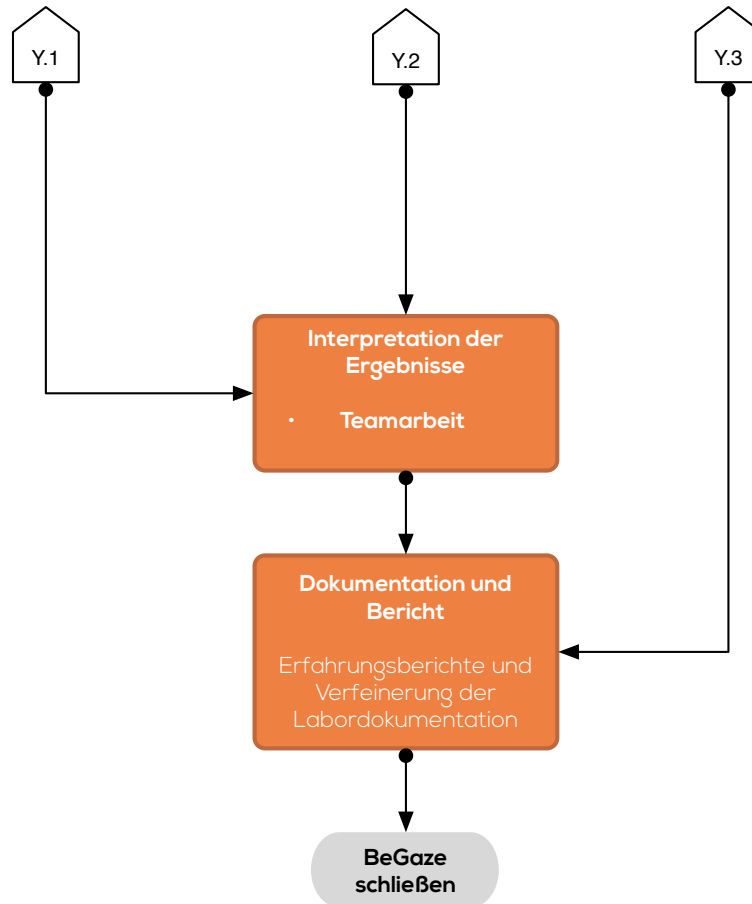 Y.1
Y.2
Y.3
Interpretation der
Ergebnisse
• Teamarbeit
Dokumentation und
Bericht
Erfahrungsberichte und
Verfeinerung der
Labordokumentation
BeGaze
schließen